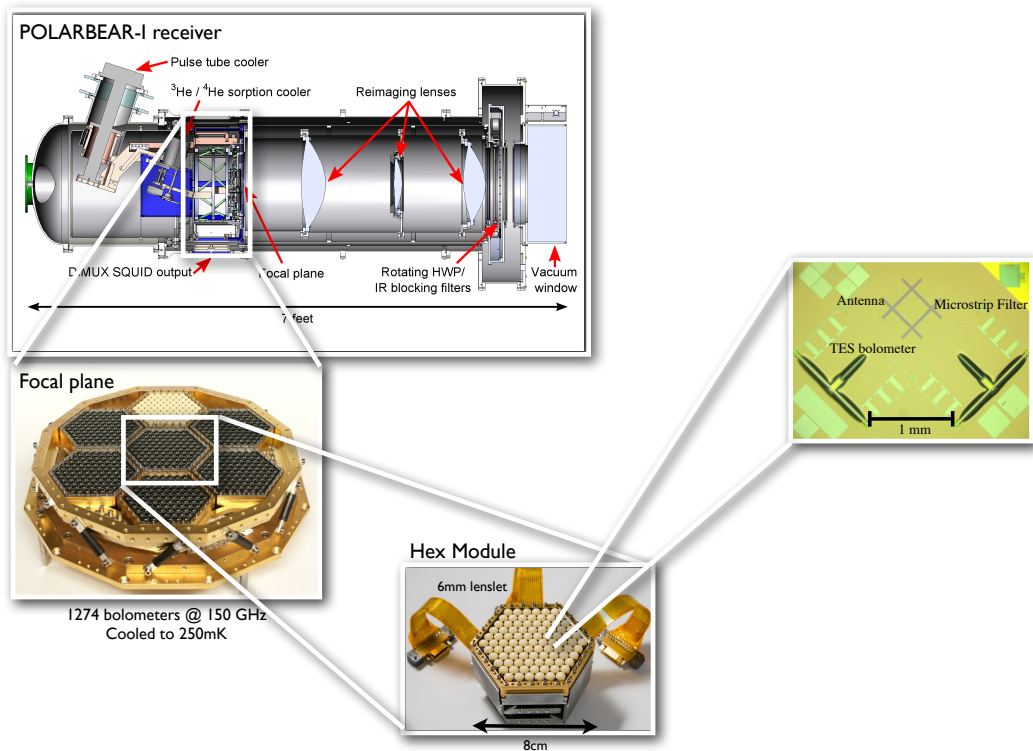 POLARBEAR-I receiver
Pulse tube cooler
³He / ⁴He sorption cooler
Reimaging lenses
DfMUX SQUID output
Focal plane
Rotating HWP/
IR blocking filters
Vacuum
window
7 feet
Antenna
Microstrip Filter
TES bolometer
1 mm
Focal plane
1274 bolometers @ 150 GHz
Cooled to 250mK
Hex Module
6mm lenslet
8cm